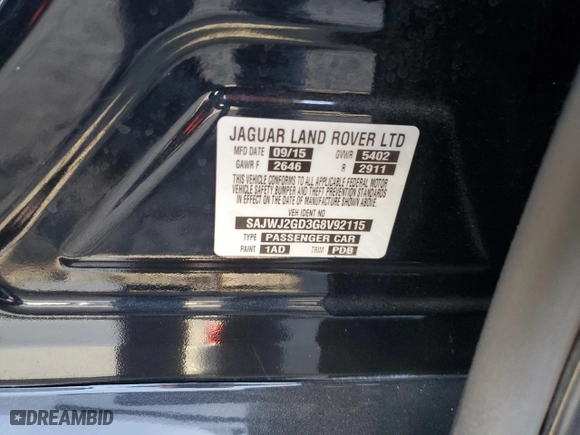 JAGUAR LAND ROVER LTD
MFD DATE 09/15 GVWR 5402
GAWR F 2646 R 2911
THIS VEHICLE CONFORMS TO ALL APPLICABLE FEDERAL MOTOR
VEHICLE SAFETY BUMPER AND THEFT PREVENTION STANDARDS
IN EFFECT ON THE DATE OF MANUFACTURE SHOWN ABOVE.
VEH IDENT NO
SAJWJ2GD3G8V92115
TYPE PASSENGER CAR
PAINT 1AD TRIM PDB
DREAMBID